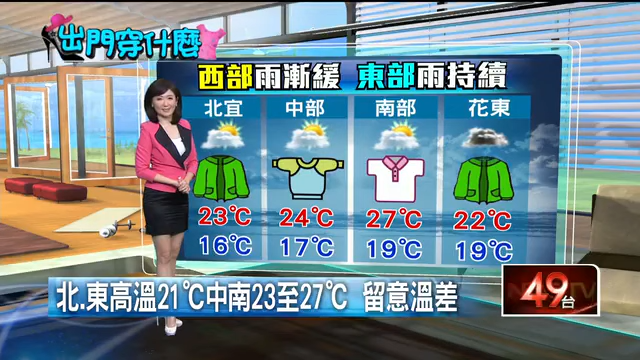 出門穿什麼
西部雨漸緩 東部雨持續
北宜 中部 南部 花東
23℃ 24℃ 27℃ 22℃
16℃ 17℃ 19℃ 19℃
北.東高溫21℃中南23至27℃ 留意溫差
49台